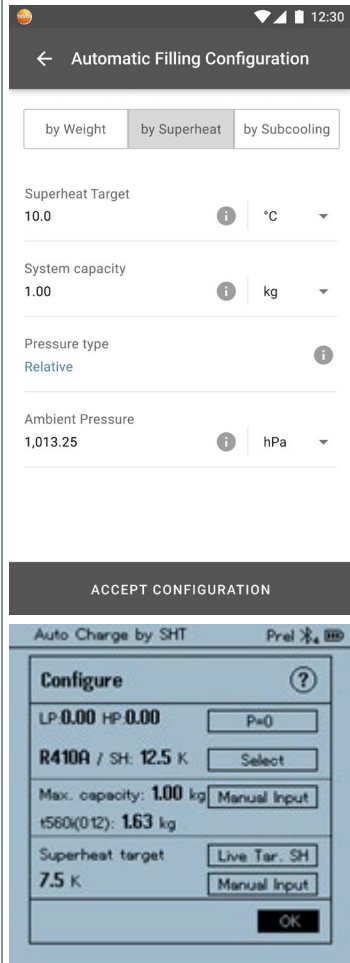 testo
12:30
Automatic Filling Configuration
by Weight
by Superheat
by Subcooling
Superheat Target
10.0
°C
System capacity
1.00
kg
Pressure type
Relative
Ambient Pressure
1,013.25
hPa
ACCEPT CONFIGURATION
Auto Charge by SHT
Prel
Configure
?
LP:0.00 HP:0.00
P=0
R410A / SH: 12.5 K
Select
Max. capacity: 1.00 kg
Manual Input
t560i(012): 1.63 kg
Superheat target
Live Tar. SH
7.5 K
Manual Input
OK